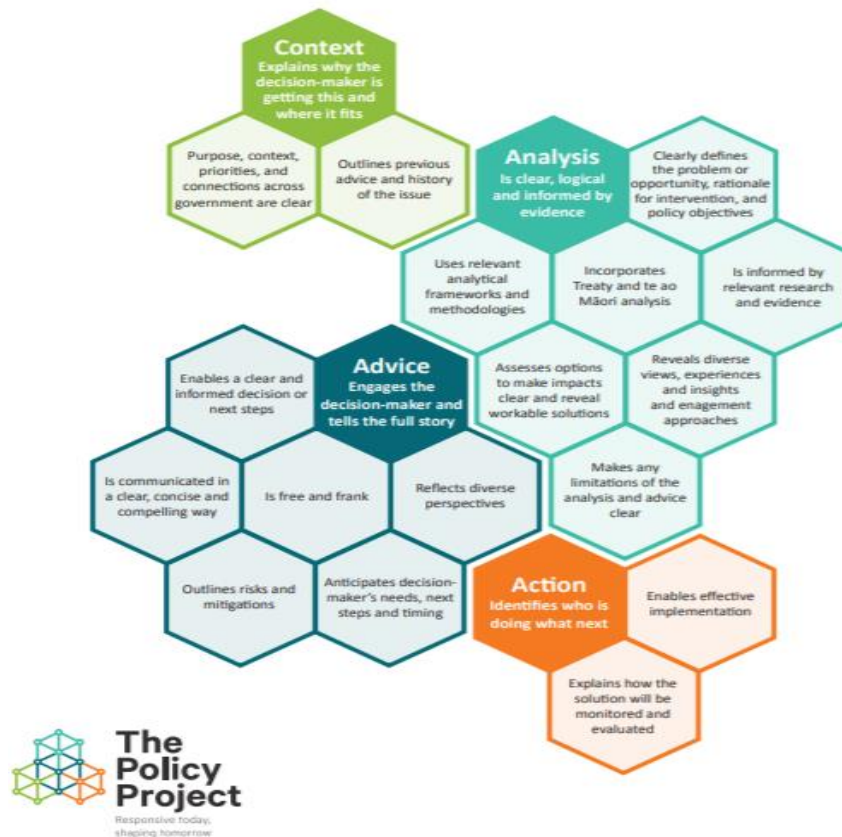 Context
Explains why the
decision-maker is
getting this and
where it fits
Purpose, context,
priorities, and
connections across
government are clear
Outlines previous
advice and history
of the issue
Analysis
Is clear, logical
and informed by
evidence
Clearly defines
the problem or
opportunity, rationale
for intervention, and
policy objectives
Uses relevant
analytical
frameworks and
methodologies
Incorporates
Treaty and te ao
Māori analysis
Is informed by
relevant research
and evidence
Assesses options
to make impacts
clear and reveal
workable solutions
Reveals diverse
views, experiences
and insights
and enagement
approaches
Makes any
limitations of the
analysis and advice
clear
Advice
Engages the
decision-maker and
tells the full story
Enables a clear and
informed decision or
next steps
Is communicated in
a clear, concise and
compelling way
Is free and frank
Reflects diverse
perspectives
Outlines risks and
mitigations
Anticipates decision-
maker's needs, next
steps and timing
Action
Identifies who is
doing what next
Enables effective
implementation
Explains how the
solution will be
monitored and
evaluated
The
Policy
Project
Responsive today,
shaping tomorrow